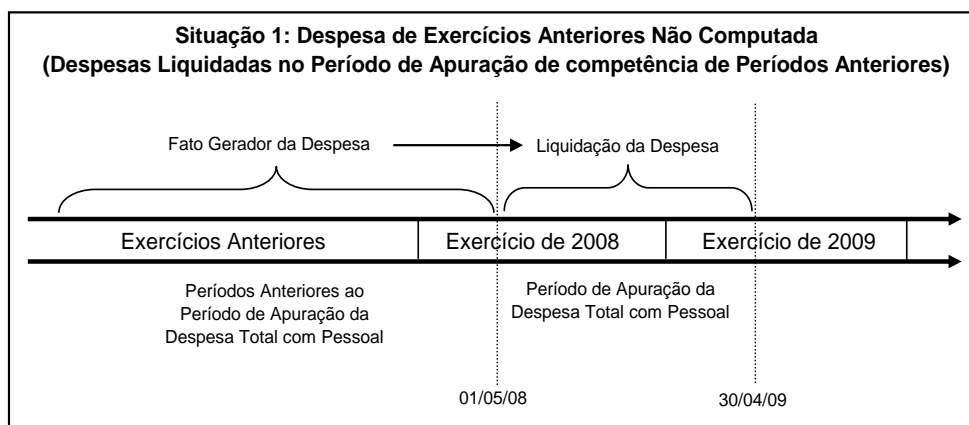 Situação 1: Despesa de Exercícios Anteriores Não Computada
(Despesas Liquidadas no Período de Apuração de competência de Períodos Anteriores)
Fato Gerador da Despesa
Liquidação da Despesa
Exercícios Anteriores
Exercício de 2008
Exercício de 2009
Períodos Anteriores ao
Período de Apuração da
Despesa Total com Pessoal
Período de Apuração da
Despesa Total com Pessoal
01/05/08
30/04/09